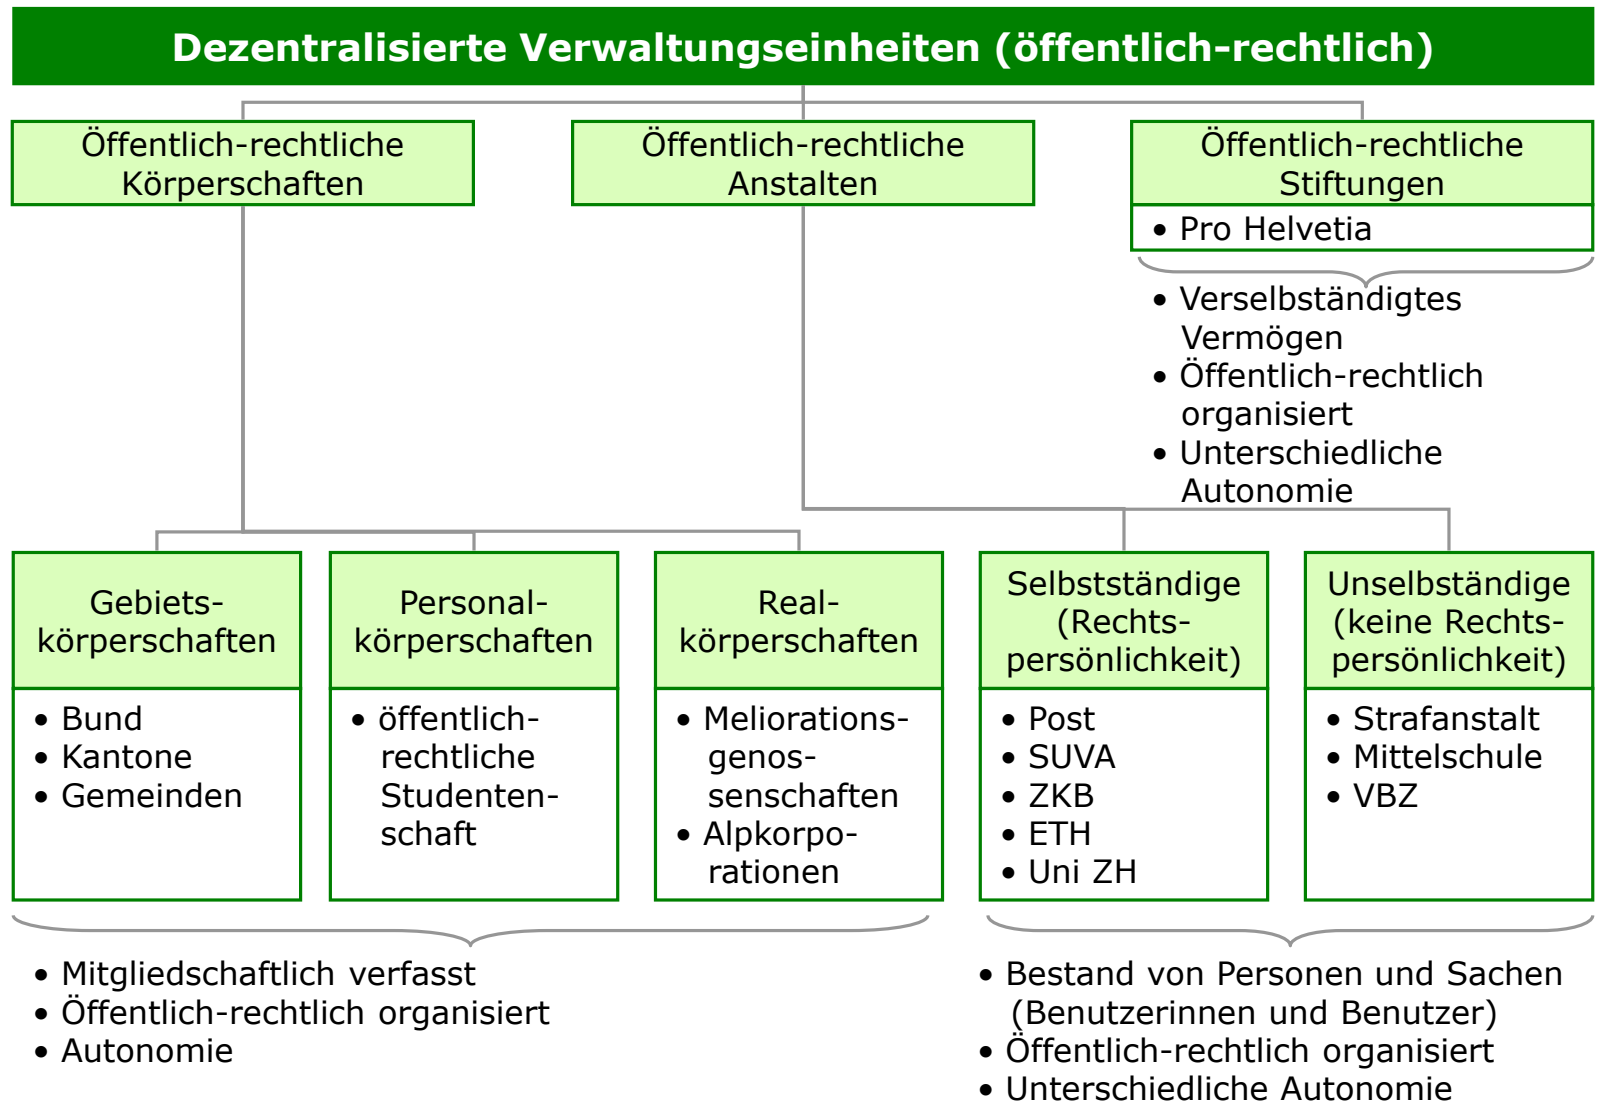 Dezentralisierte Verwaltungseinheiten (öffentlich-rechtlich)
Öffentlich-rechtliche
Körperschaften
Öffentlich-rechtliche
Anstalten
Öffentlich-rechtliche
Stiftungen
• Pro Helvetia
• Verselbständigtes
Vermögen
• Öffentlich-rechtlich
organisiert
• Unterschiedliche
Autonomie
Gebiets-
körperschaften
• Bund
• Kantone
• Gemeinden
Personal-
körperschaften
• öffentlich-
rechtliche
Studenten-
schaft
Real-
körperschaften
• Meliorations-
genos-
senschaften
• Alpkorpo-
rationen
Selbstständige
(Rechts-
persönlichkeit)
• Post
• SUVA
• ZKB
• ETH
• Uni ZH
Unselbständige
(keine Rechts-
persönlichkeit)
• Strafanstalt
• Mittelschule
• VBZ
• Mitgliedschaftlich verfasst
• Öffentlich-rechtlich organisiert
• Autonomie
• Bestand von Personen und Sachen
(Benutzerinnen und Benutzer)
• Öffentlich-rechtlich organisiert
• Unterschiedliche Autonomie